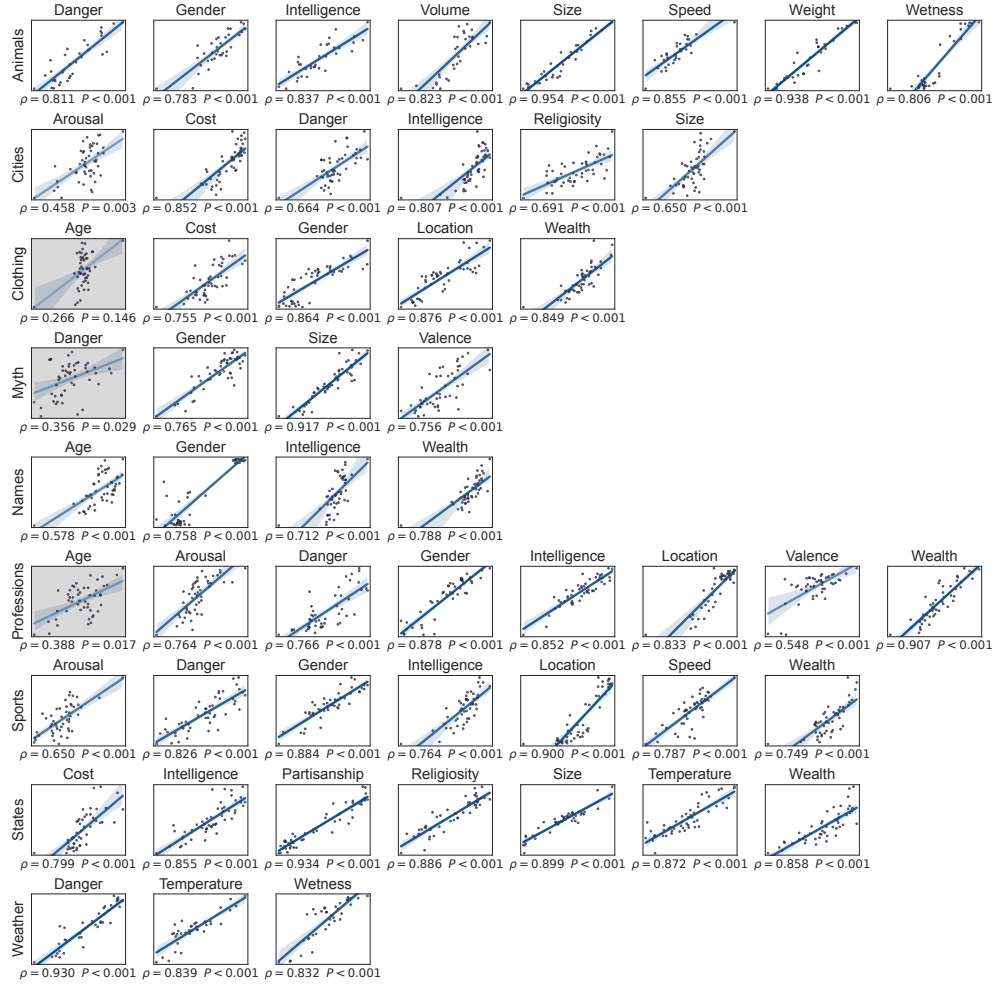 Danger Gender Intelligence Volume Size Speed Weight Wetness
Animals
ρ = 0.811 P < 0.001 ρ = 0.783 P < 0.001 ρ = 0.837 P < 0.001 ρ = 0.823 P < 0.001 ρ = 0.954 P < 0.001 ρ = 0.855 P < 0.001 ρ = 0.938 P < 0.001 ρ = 0.806 P < 0.001
Arousal Cost Danger Intelligence Religiosity Size
Cities
ρ = 0.458 P = 0.003 ρ = 0.852 P < 0.001 ρ = 0.664 P < 0.001 ρ = 0.807 P < 0.001 ρ = 0.691 P < 0.001 ρ = 0.650 P < 0.001
Age Cost Gender Location Wealth
Clothing
ρ = 0.266 P = 0.146 ρ = 0.755 P < 0.001 ρ = 0.864 P < 0.001 ρ = 0.876 P < 0.001 ρ = 0.849 P < 0.001
Danger Gender Size Valence
Myth
ρ = 0.356 P = 0.029 ρ = 0.765 P < 0.001 ρ = 0.917 P < 0.001 ρ = 0.756 P < 0.001
Age Gender Intelligence Wealth
Names
ρ = 0.578 P < 0.001 ρ = 0.758 P < 0.001 ρ = 0.712 P < 0.001 ρ = 0.788 P < 0.001
Age Arousal Danger Gender Intelligence Location Valence Wealth
Professions
ρ = 0.388 P = 0.017 ρ = 0.764 P < 0.001 ρ = 0.766 P < 0.001 ρ = 0.878 P < 0.001 ρ = 0.852 P < 0.001 ρ = 0.833 P < 0.001 ρ = 0.548 P < 0.001 ρ = 0.907 P < 0.001
Arousal Danger Gender Intelligence Location Speed Wealth
Sports
ρ = 0.650 P < 0.001 ρ = 0.826 P < 0.001 ρ = 0.884 P < 0.001 ρ = 0.764 P < 0.001 ρ = 0.900 P < 0.001 ρ = 0.787 P < 0.001 ρ = 0.749 P < 0.001
Cost Intelligence Partisanship Religiosity Size Temperature Wealth
States
ρ = 0.799 P < 0.001 ρ = 0.855 P < 0.001 ρ = 0.934 P < 0.001 ρ = 0.886 P < 0.001 ρ = 0.899 P < 0.001 ρ = 0.872 P < 0.001 ρ = 0.858 P < 0.001
Danger Temperature Wetness
Weather
ρ = 0.930 P < 0.001 ρ = 0.839 P < 0.001 ρ = 0.832 P < 0.001